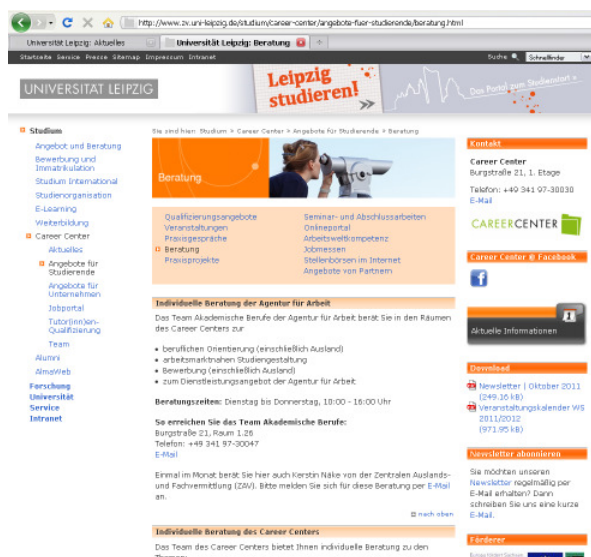 http://www.zv.uni-leipzig.de/studium/career-center/angebote-fuer-studierende/beratung.html
Universität Leipzig: Aktuelles
Universität Leipzig: Beratung
Startseite Service Presse Sitemap Impressum Intranet
Suche
Schnellfinder
UNIVERSITÄT LEIPZIG
Leipzig
studieren!
Das Portal zum Studienstart »
Studium
Angebot und Beratung
Bewerbung und
Immatrikulation
Studium International
Studienorganisation
E-Learning
Weiterbildung
Career Center
Aktuelles
Angebote für
Studierende
Angebote für
Unternehmen
Jobportal
Tutor(inn)en-
Qualifizierung
Team
Alumni
AlmaWeb
Forschung
Universität
Service
Intranet
Sie sind hier: Studium > Career Center > Angebote für Studierende > Beratung
Beratung
Qualifizierungsangebote
Veranstaltungen
Praxisgespräche
Beratung
Praxisprojekte
Seminar- und Abschlussarbeiten
Onlineportal
Arbeitsweltkompetenz
Jobmessen
Stellenbörsen im Internet
Angebote von Partnern
Individuelle Beratung der Agentur für Arbeit
Das Team Akademische Berufe der Agentur für Arbeit berät Sie in den Räumen
des Career Centers zur
• beruflichen Orientierung (einschließlich Ausland)
• arbeitsmarktnahen Studiengestaltung
• Bewerbung (einschließlich Ausland)
• zum Dienstleistungsangebot der Agentur für Arbeit
Beratungszeiten: Dienstag bis Donnerstag, 10:00 - 16:00 Uhr
So erreichen Sie das Team Akademische Berufe:
Burgstraße 21, Raum 1.26
Telefon: +49 341 97-30047
E-Mail
Einmal im Monat berät Sie hier auch Kerstin Näke von der Zentralen Auslands-
und Fachvermittlung (ZAV). Bitte melden Sie sich für diese Beratung per E-Mail
an.
nach oben
Individuelle Beratung des Career Centers
Das Team des Career Centers bietet Ihnen individuelle Beratung zu den
Themen:
Kontakt
Career Center
Burgstraße 21, 1. Etage
Telefon: +49 341 97-30030
E-Mail
CAREERCENTER
Career Center @ Facebook
f
Aktuelle Informationen
Download
Newsletter | Oktober 2011
(249.16 kB)
Veranstaltungskalender WS
2011/2012
(971.95 kB)
Newsletter abonnieren
Sie möchten unseren
Newsletter regelmäßig per
E-Mail erhalten? Dann
schreiben Sie uns eine kurze
E-Mail.
Förderer